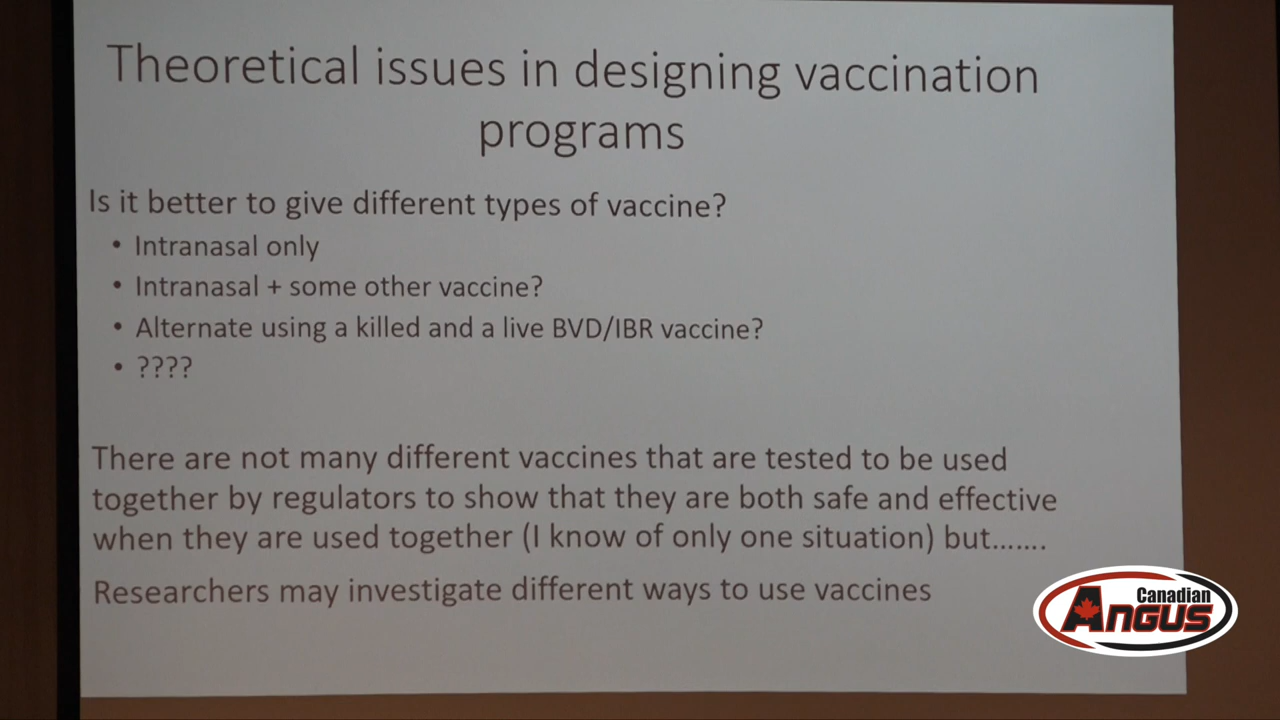 Theoretical issues in designing vaccination
programs
Is it better to give different types of vaccine?
• Intranasal only
• Intranasal + some other vaccine?
• Alternate using a killed and a live BVD/IBR vaccine?
• ????
There are not many different vaccines that are tested to be used
together by regulators to show that they are both safe and effective
when they are used together (I know of only one situation) but.......
Researchers may investigate different ways to use vaccines
Canadian
Angus